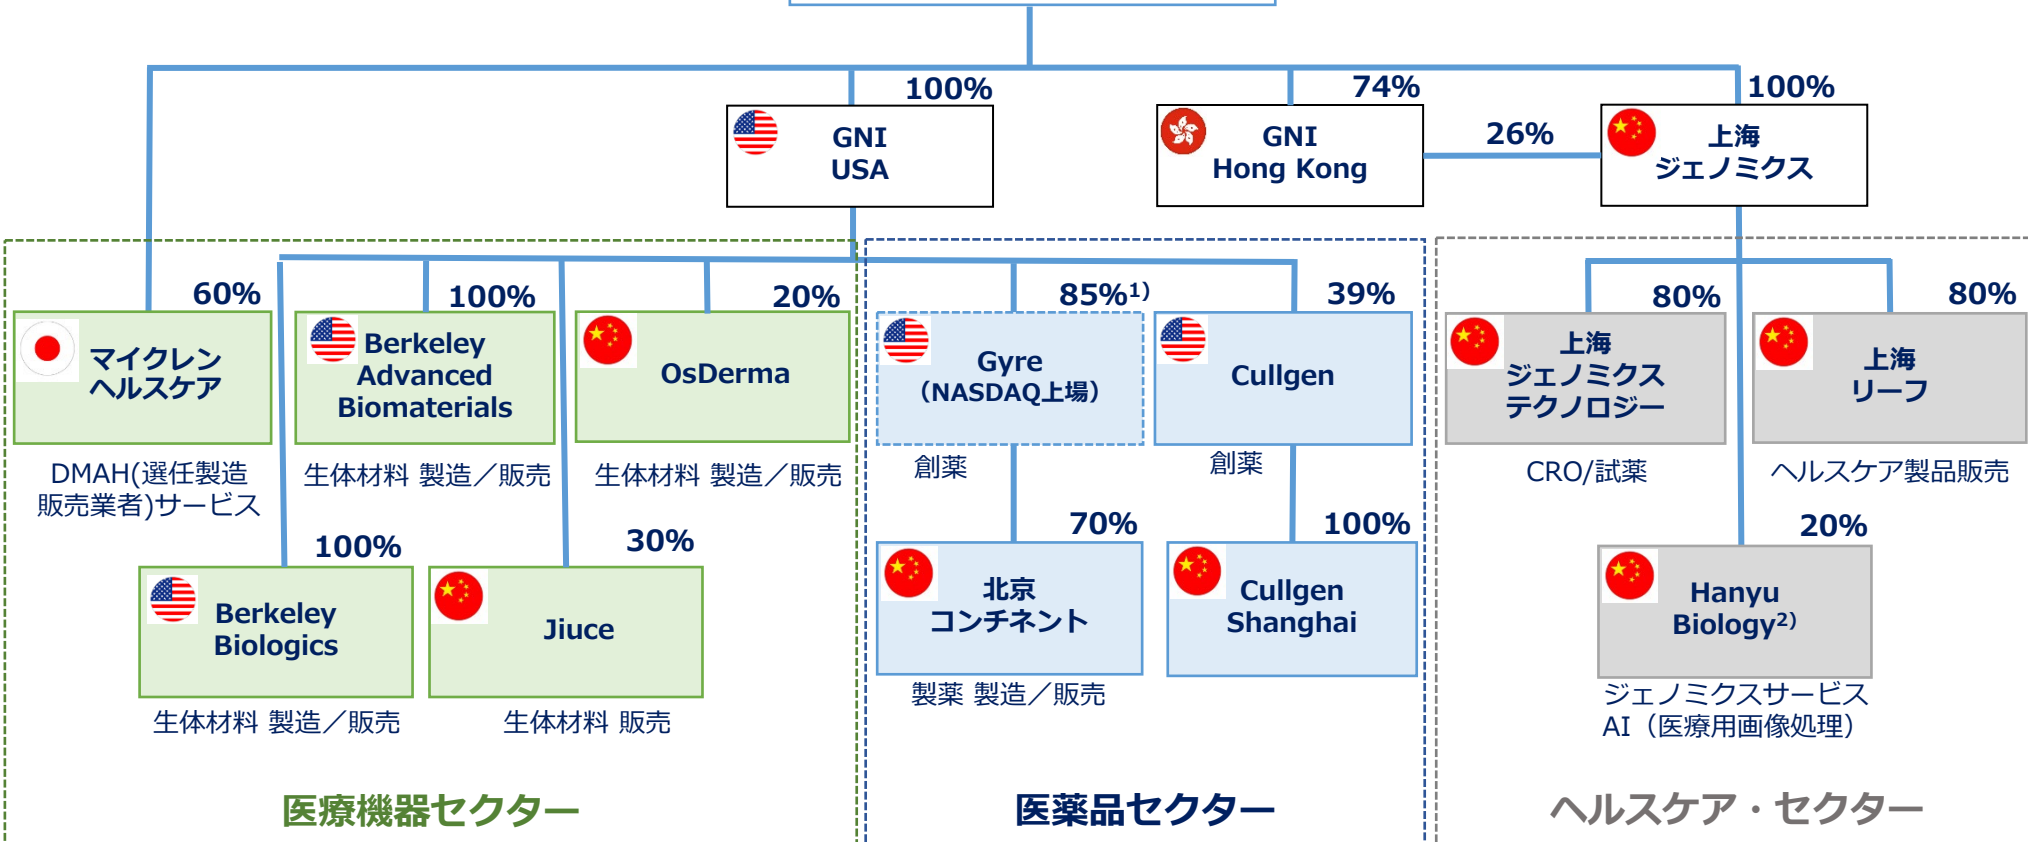 100%
74%
100%
GNI
USA
GNI
Hong Kong
26%
上海
ジェノミクス
60%
マイクレン
ヘルスケア
DMAH(選任製造
販売業者)サービス
100%
Berkeley
Advanced
Biomaterials
生体材料 製造／販売
20%
OsDerma
生体材料 製造／販売
85%1)
Gyre
（NASDAQ上場）
創薬
39%
Cullgen
創薬
80%
上海
ジェノミクス
テクノロジー
CRO/試薬
80%
上海
リーフ
ヘルスケア製品販売
100%
Berkeley
Biologics
生体材料 製造／販売
30%
Jiuce
生体材料 販売
70%
北京
コンチネント
製薬 製造／販売
100%
Cullgen
Shanghai
20%
Hanyu
Biology2)
ジェノミクスサービス
AI（医療用画像処理）
医療機器セクター
医薬品セクター
ヘルスケア・セクター